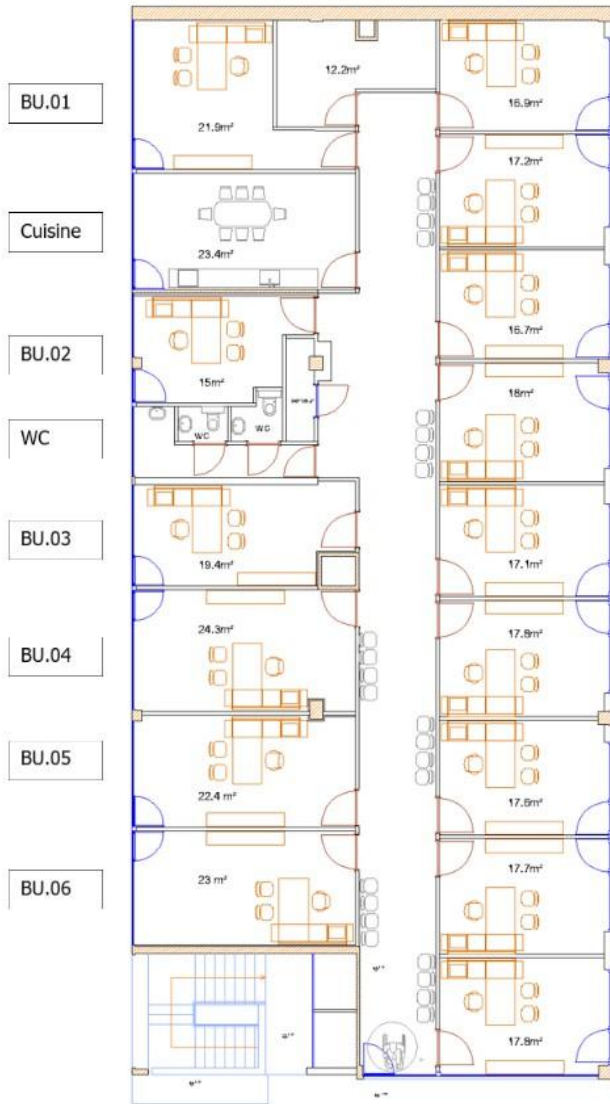 BU.01
Cuisine
BU.02
WC
BU.03
BU.04
BU.05
BU.06
12.2m²
21.9m²
16.9m²
17.2m²
23.4m²
16.7m²
15m²
18m²
WC
WC
19.4m²
17.1m²
24.3m²
17.8m²
22.4 m²
17.6m²
23 m²
17.7m²
17.8m²